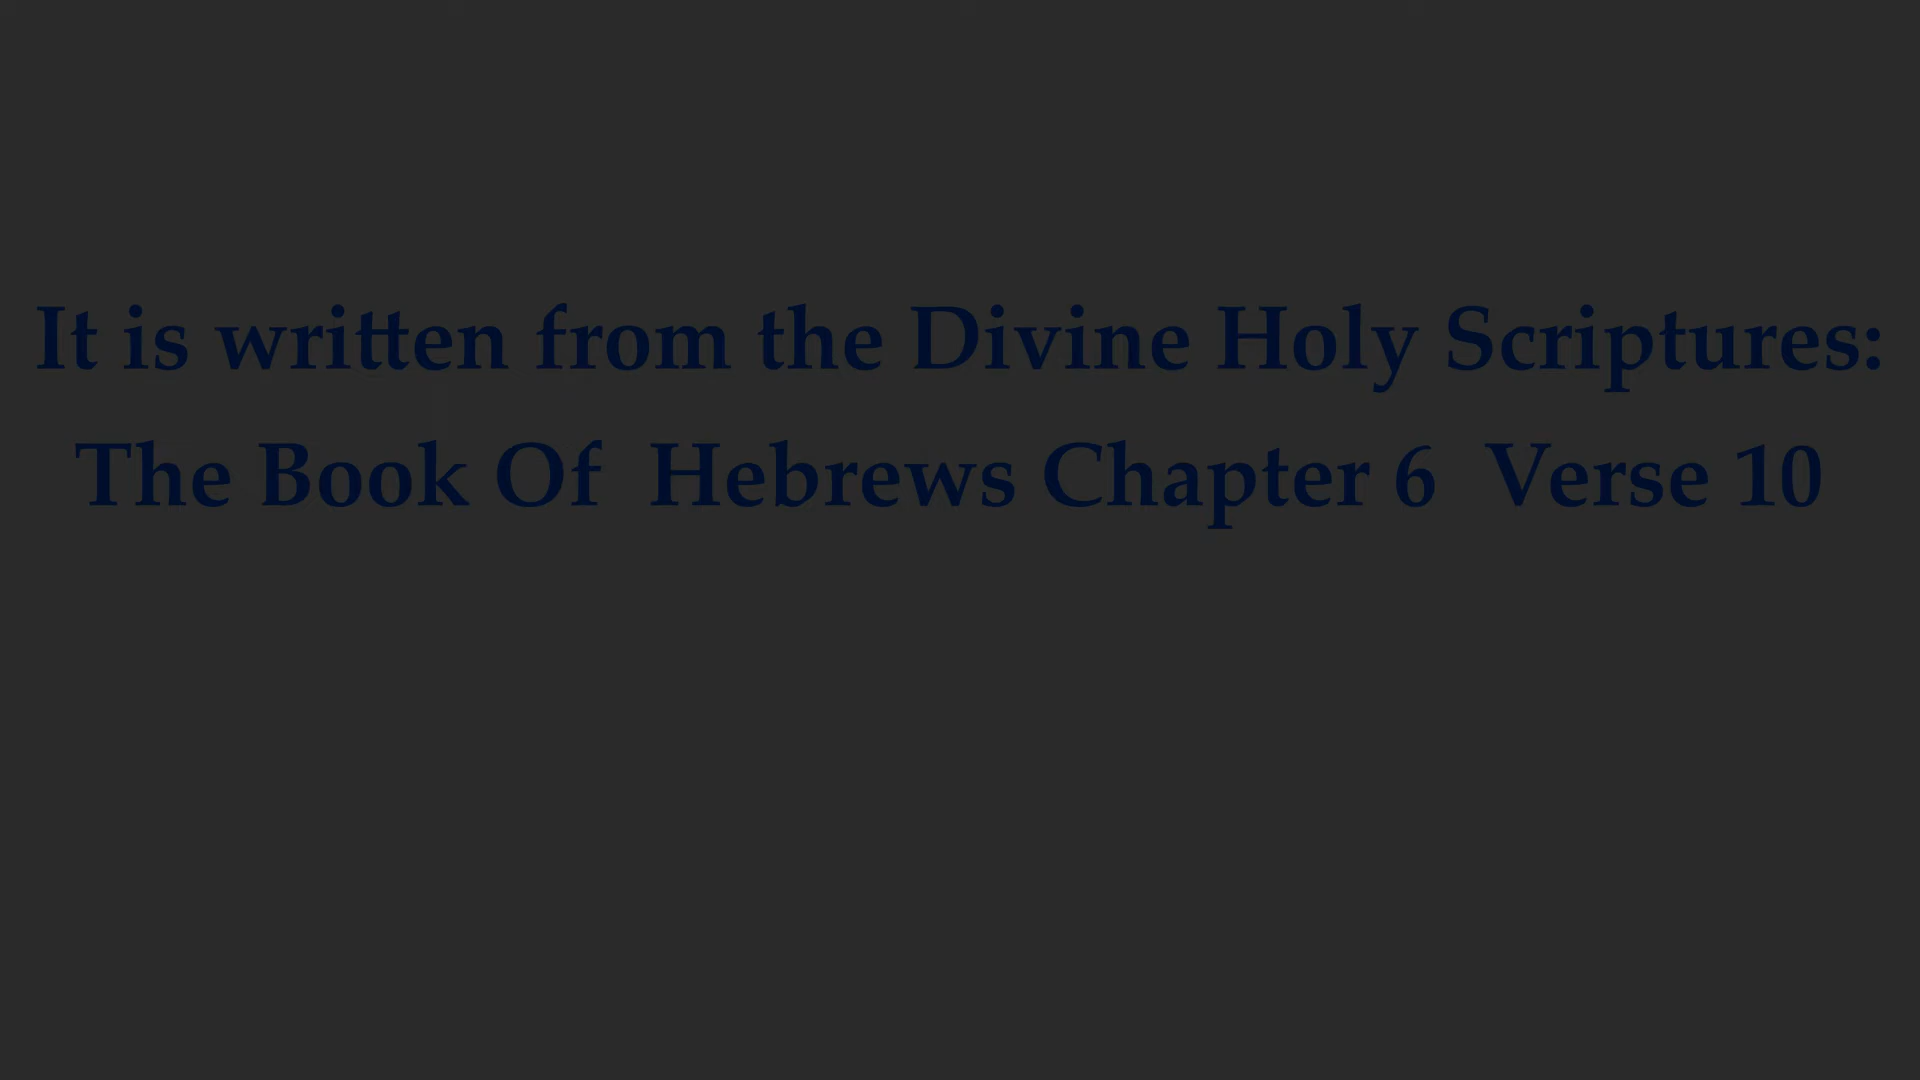 It is written from the Divine Holy Scriptures:
The Book Of  Hebrews Chapter 6  Verse 10